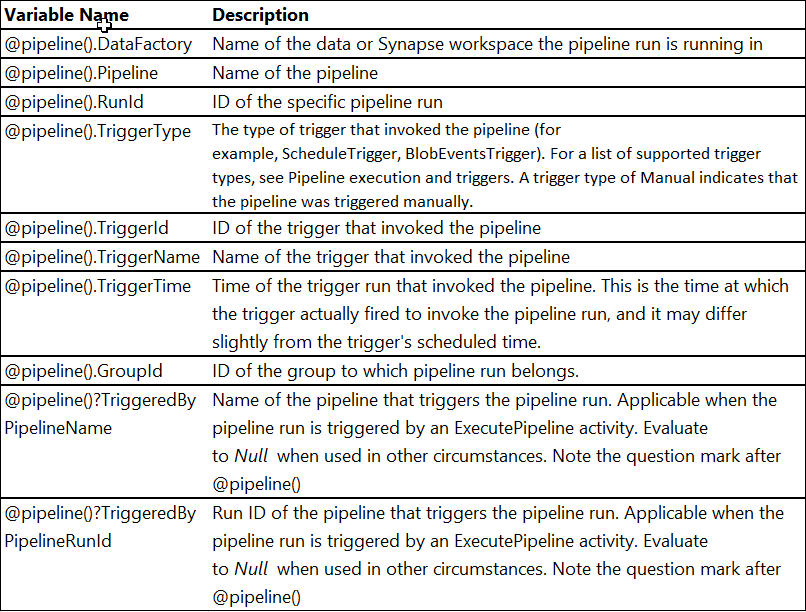 Variable Name Description
@pipeline().DataFactory Name of the data or Synapse workspace the pipeline run is running in
@pipeline().Pipeline Name of the pipeline
@pipeline().RunId ID of the specific pipeline run
@pipeline().TriggerType The type of trigger that invoked the pipeline (for
example, ScheduleTrigger, BlobEventsTrigger). For a list of supported trigger
types, see Pipeline execution and triggers. A trigger type of Manual indicates that
the pipeline was triggered manually.
@pipeline().TriggerId ID of the trigger that invoked the pipeline
@pipeline().TriggerName Name of the trigger that invoked the pipeline
@pipeline().TriggerTime Time of the trigger run that invoked the pipeline. This is the time at which
the trigger actually fired to invoke the pipeline run, and it may differ
slightly from the trigger's scheduled time.
@pipeline().GroupId ID of the group to which pipeline run belongs.
@pipeline()?TriggeredBy Name of the pipeline that triggers the pipeline run. Applicable when the
PipelineName pipeline run is triggered by an ExecutePipeline activity. Evaluate
to Null when used in other circumstances. Note the question mark after
@pipeline()
@pipeline()?TriggeredBy Run ID of the pipeline that triggers the pipeline run. Applicable when the
PipelineRunId pipeline run is triggered by an ExecutePipeline activity. Evaluate
to Null when used in other circumstances. Note the question mark after
@pipeline()